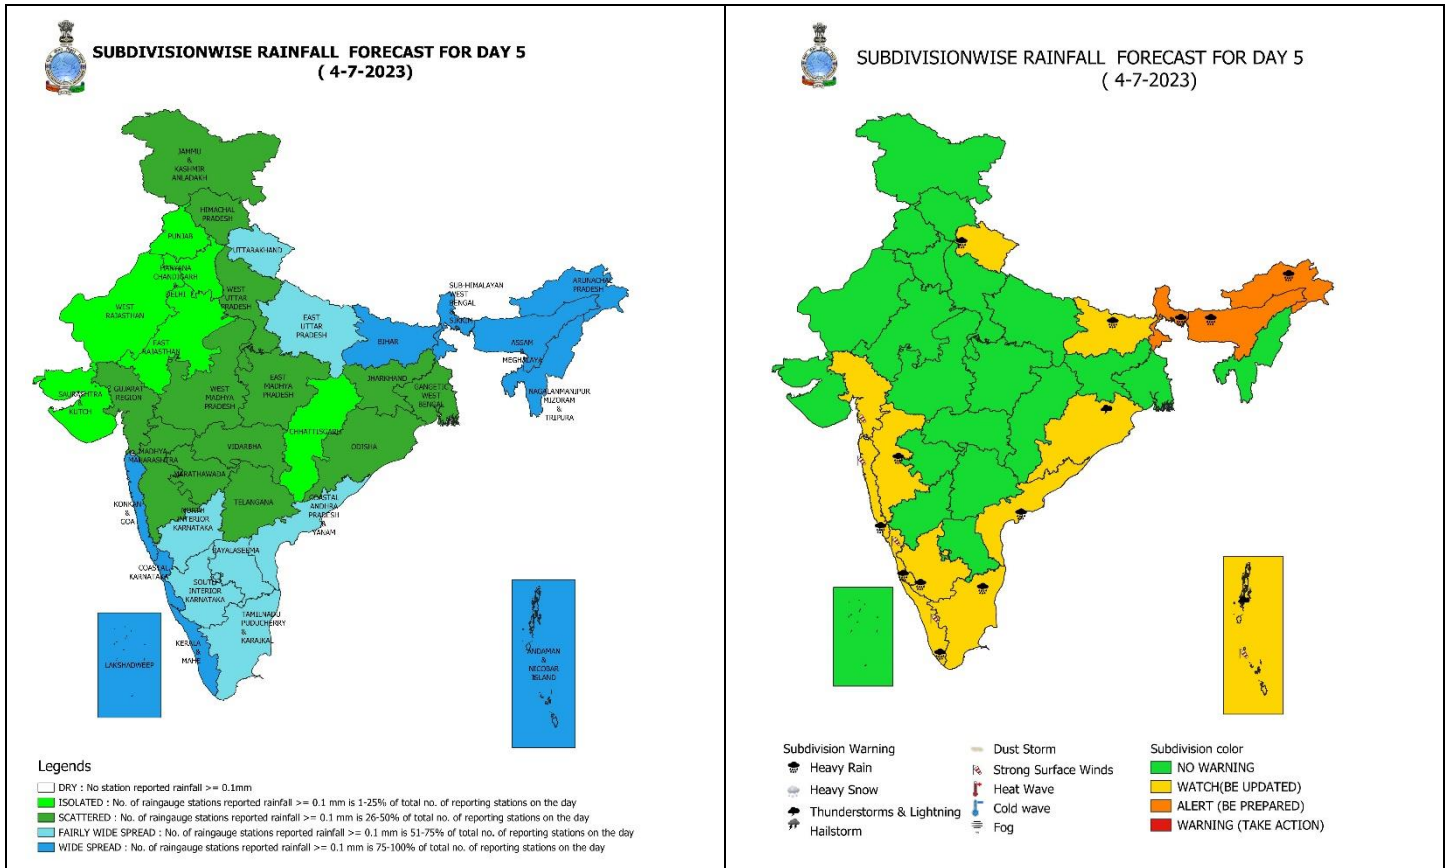 SUBDIVISIONWISE RAINFALL FORECAST FOR DAY 5
( 4-7-2023)
JAMMU
&
KASHMIR
ANLADAKH
HIMACHAL
PRADESH
PUNJAB
PUTTARAKHAND
HARYANA
CHANDIGARH
&
DELHI
WEST
UTTAR
PRADESH
WEST
RAJASTHAN
EAST
RAJASTHAN
EAST
UTTAR
PRADESH
BIHAR
SUB-HIMALAYAN
WEST
BENGAL
&
SIKKIM
ARUNACHAL
PRADESH
ASSAM
&
MEGHALAYA
NAGALANMANIPUR
MIZORAM
&
TRIPURA
SAURASHTRA
&
KUTCH
GUJARAT
REGION
WEST
MADHYA
PRADESH
EAST
MADHYA
PRADESH
JHARKHAND
GANGETIC
WEST
BENGAL
CHHATTISGARH
ODISHA
VIDARBHA
MADHYA
MAHARASHTRA
MARATHAWADA
TELANGANA
KONKAN
&
GOA
NORTH
INTERIOR
KARNATAKA
COASTAL
ANDHRA
PRADESH
&
YANAM
RAYALASEEMA
COASTAL
KARNATAKA
SOUTH
INTERIOR
KARNATAKA
TAMILNADU
PUDUCHERRY
&
KARAIKAL
KERALA
&
MAHE
LAKSHADWEEP
ANDAMAN
&
NICOBAR
ISLAND
Legends
DRY : No station reported rainfall >= 0.1mm
ISOLATED : No. of raingauge stations reported rainfall >= 0.1 mm is 1-25% of total no. of reporting stations on the day
SCATTERED : No. of raingauge stations reported rainfall >= 0.1 mm is 26-50% of total no. of reporting stations on the day
FAIRLY WIDE SPREAD : No. of raingauge stations reported rainfall >= 0.1 mm is 51-75% of total no. of reporting stations on the day
WIDE SPREAD : No. of raingauge stations reported rainfall >= 0.1 mm is 75-100% of total no. of reporting stations on the day
SUBDIVISIONWISE RAINFALL FORECAST FOR DAY 5
( 4-7-2023)
Subdivision Warning
Heavy Rain
Heavy Snow
Thunderstorms & Lightning
Hailstorm
Dust Storm
Strong Surface Winds
Heat Wave
Cold wave
Fog
Subdivision color
NO WARNING
WATCH(BE UPDATED)
ALERT (BE PREPARED)
WARNING (TAKE ACTION)